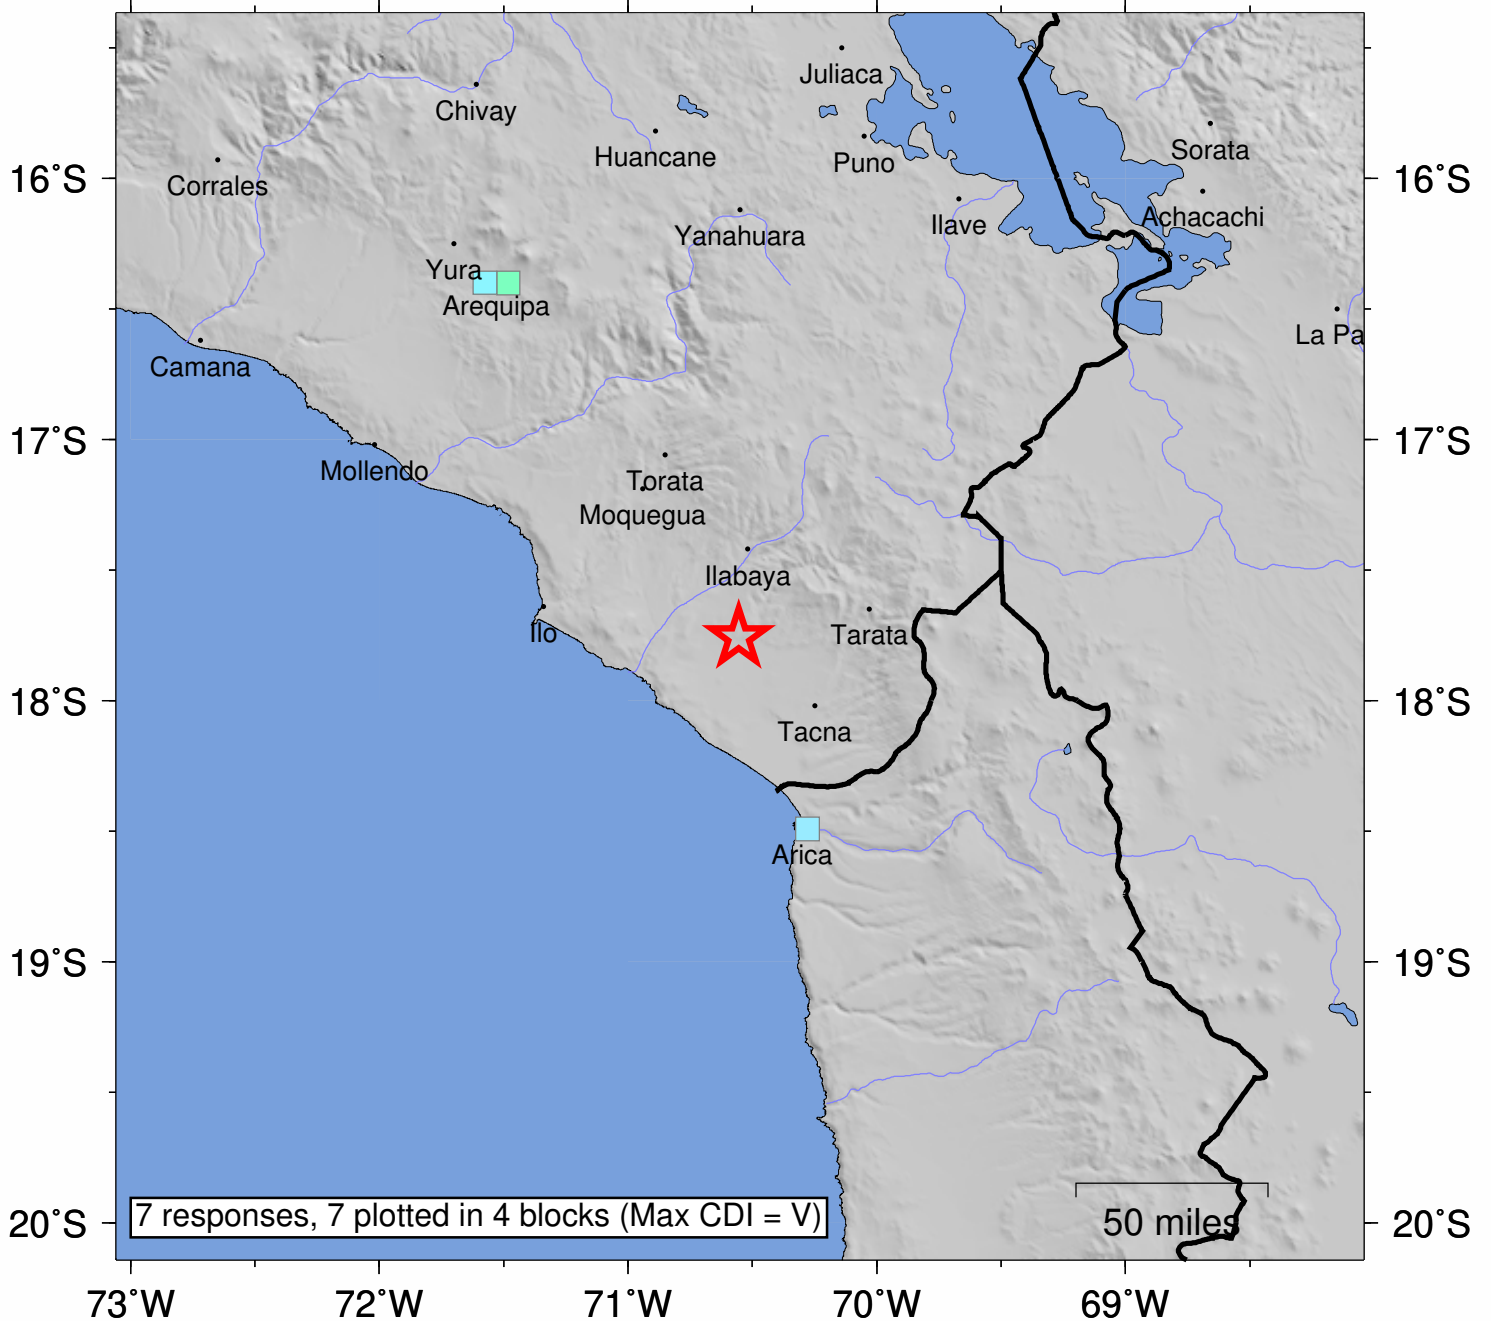 Juliaca
Chivay
Huancane
Puno
Sorata
16°S
Corrales
16°S
Achacachi
Ilave
Yanahuara
Yura
Arequipa
La Pa
Camana
17°S
17°S
Mollendo
Torata
Moquegua
Ilabaya
Ilo
Tarata
18°S
18°S
Tacna
Arica
19°S
19°S
7 responses, 7 plotted in 4 blocks (Max CDI = V)
50 miles
20°S
20°S
73°W
72°W
71°W
70°W
69°W